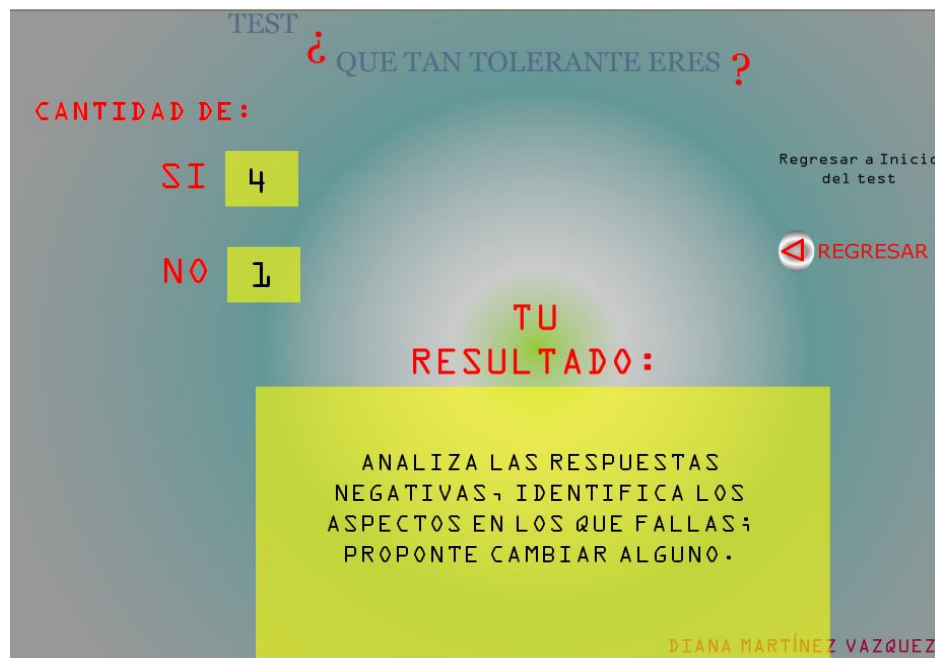 TEST
¿ QUE TAN TOLERANTE ERES ?
CANTIDAD DE:
SI 4
NO 1
Regresar a Inicio
del test
REGRESAR
TU
RESULTADO:
ANALIZA LAS RESPUESTAS
NEGATIVAS, IDENTIFICA LOS
ASPECTOS EN LOS QUE FALLAS;
PROPONTE CAMBIAR ALGUNO.
DIANA MARTÍNEZ VAZQUEZ